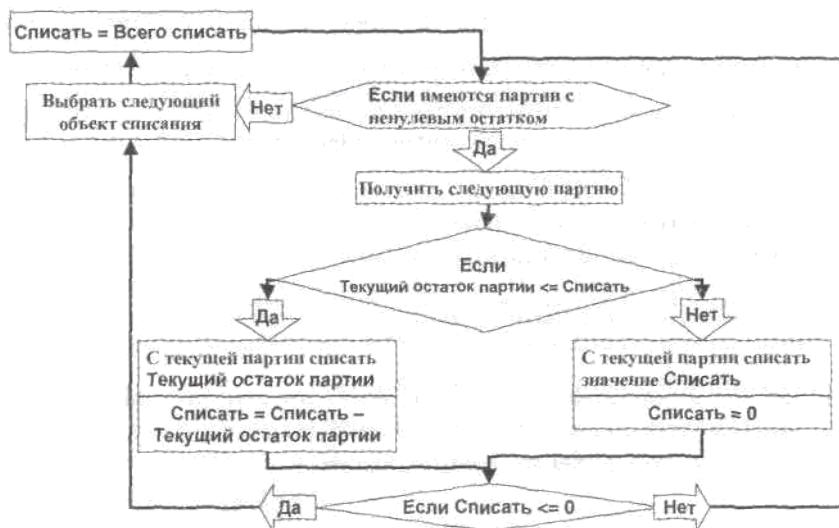 Списать = Всего списать
Выбрать следующий
объект списания
Нет
Если имеются партии с
ненулевым остатком
Да
Получить следующую партию
Если
Текущий остаток партии <= Списать
Да
Нет
С текущей партии списать
Текущий остаток партии
Списать = Списать –
Текущий остаток партии
С текущей партии списать
значение Списать
Списать = 0
Да
Если Списать <= 0
Нет